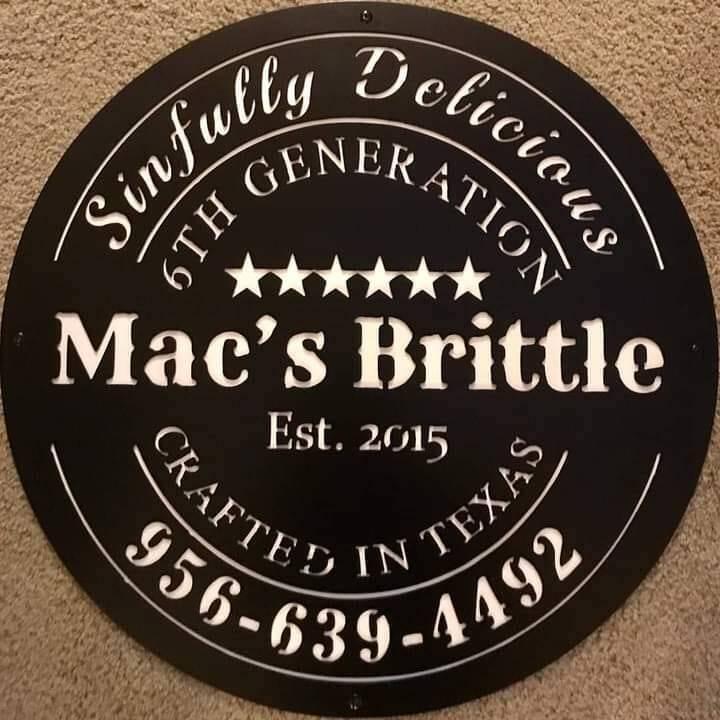 Sinfully Delicious
6TH GENERATION
Mac's Brittle
Est. 2015
CRAFTED IN TEXAS
956-639-4492